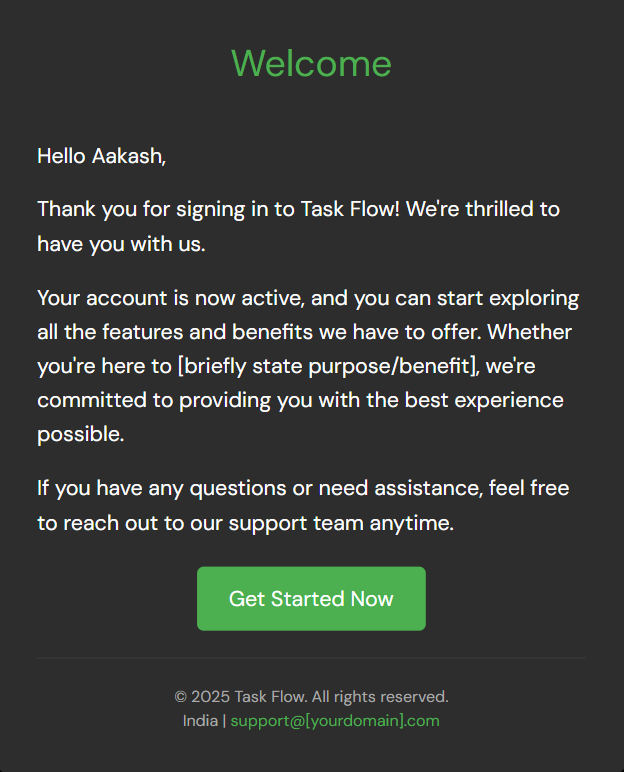 Welcome
Hello Aakash,
Thank you for signing in to Task Flow! We're thrilled to
have you with us.
Your account is now active, and you can start exploring
all the features and benefits we have to offer. Whether
you're here to [briefly state purpose/benefit], we're
committed to providing you with the best experience
possible.
If you have any questions or need assistance, feel free
to reach out to our support team anytime.
Get Started Now
© 2025 Task Flow. All rights reserved.
India | support@[yourdomain].com